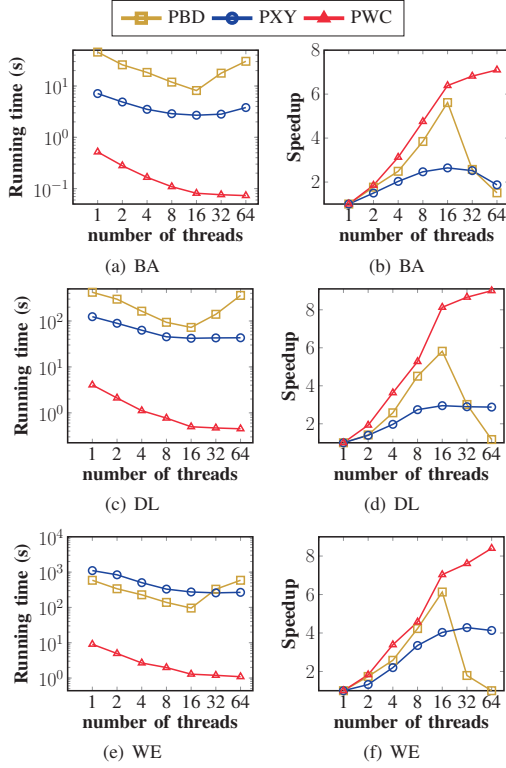 PBD PXY PWC
Running time (s)
10^1
10^0
10^-1
1 2 4 8 16 32 64
number of threads
(a) BA
Speedup
8
6
4
2
1 2 4 8 16 32 64
number of threads
(b) BA
Running time (s)
10^2
10^1
10^0
1 2 4 8 16 32 64
number of threads
(c) DL
Speedup
8
6
4
2
1 2 4 8 16 32 64
number of threads
(d) DL
Running time (s)
10^4
10^3
10^2
10^1
10^0
1 2 4 8 16 32 64
number of threads
(e) WE
Speedup
8
6
4
2
1 2 4 8 16 32 64
number of threads
(f) WE